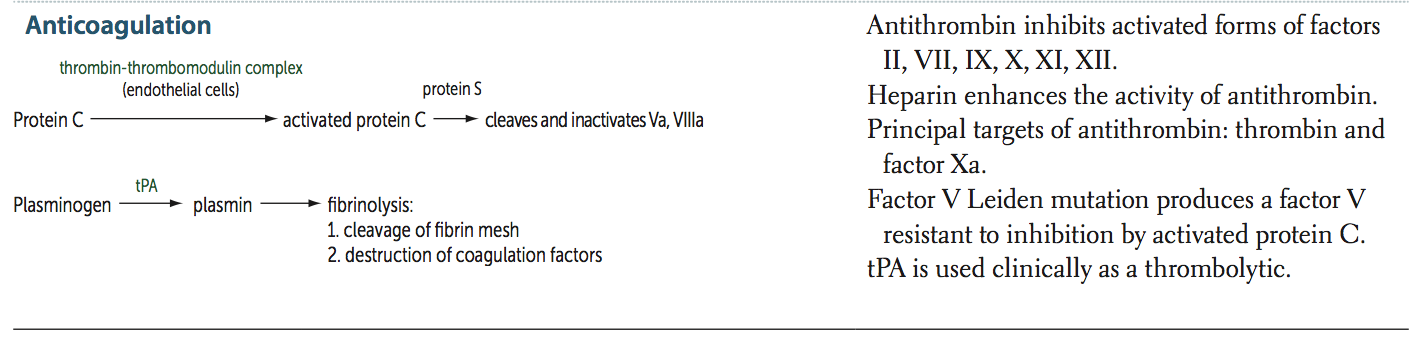 Anticoagulation
thrombin-thrombomodulin complex
(endothelial cells)
protein S
Protein C
activated protein C
cleaves and inactivates Va, VIIIa
tPA
Plasminogen
plasmin
fibrinolysis:
1. cleavage of fibrin mesh
2. destruction of coagulation factors
Antithrombin inhibits activated forms of factors
II, VII, IX, X, XI, XII.
Heparin enhances the activity of antithrombin.
Principal targets of antithrombin: thrombin and
factor Xa.
Factor V Leiden mutation produces a factor V
resistant to inhibition by activated protein C.
tPA is used clinically as a thrombolytic.